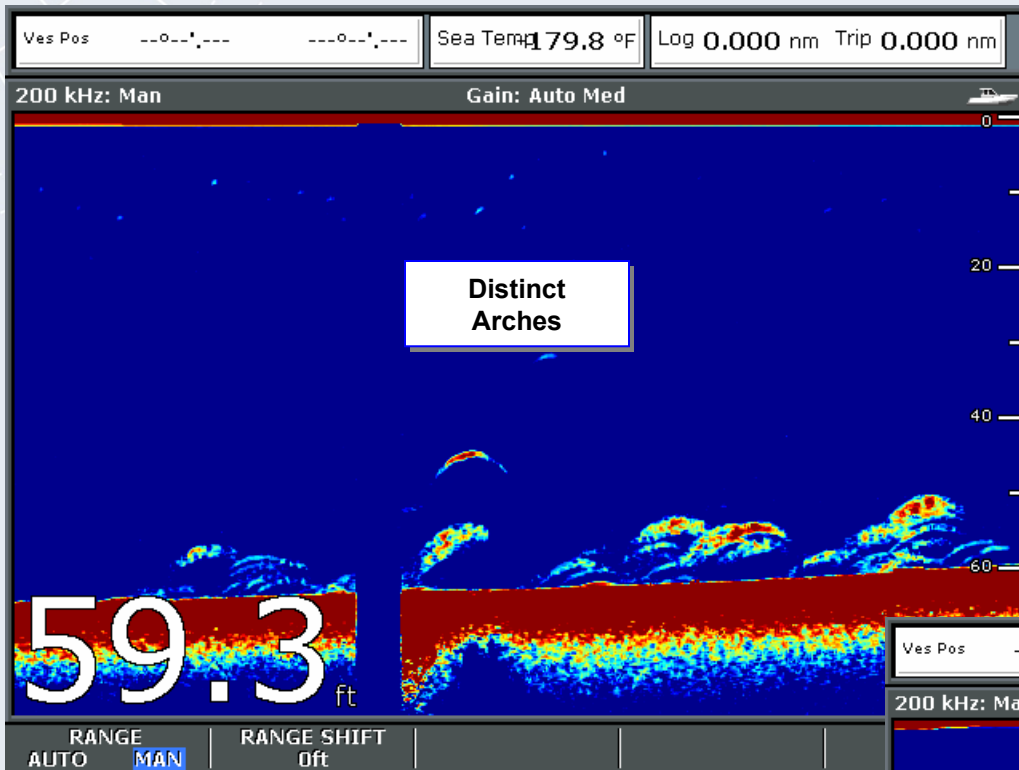 Ves Pos --°--'.--- ---°--'.--- Sea Temp-179.8 °F Log 0.000 nm Trip 0.000 nm
200 kHz: Man Gain: Auto Med
0
20
Distinct
Arches
40
60
59.3 ft
Ves Pos -
200 kHz: Ma
RANGE RANGE SHIFT
AUTO MAN 0ft